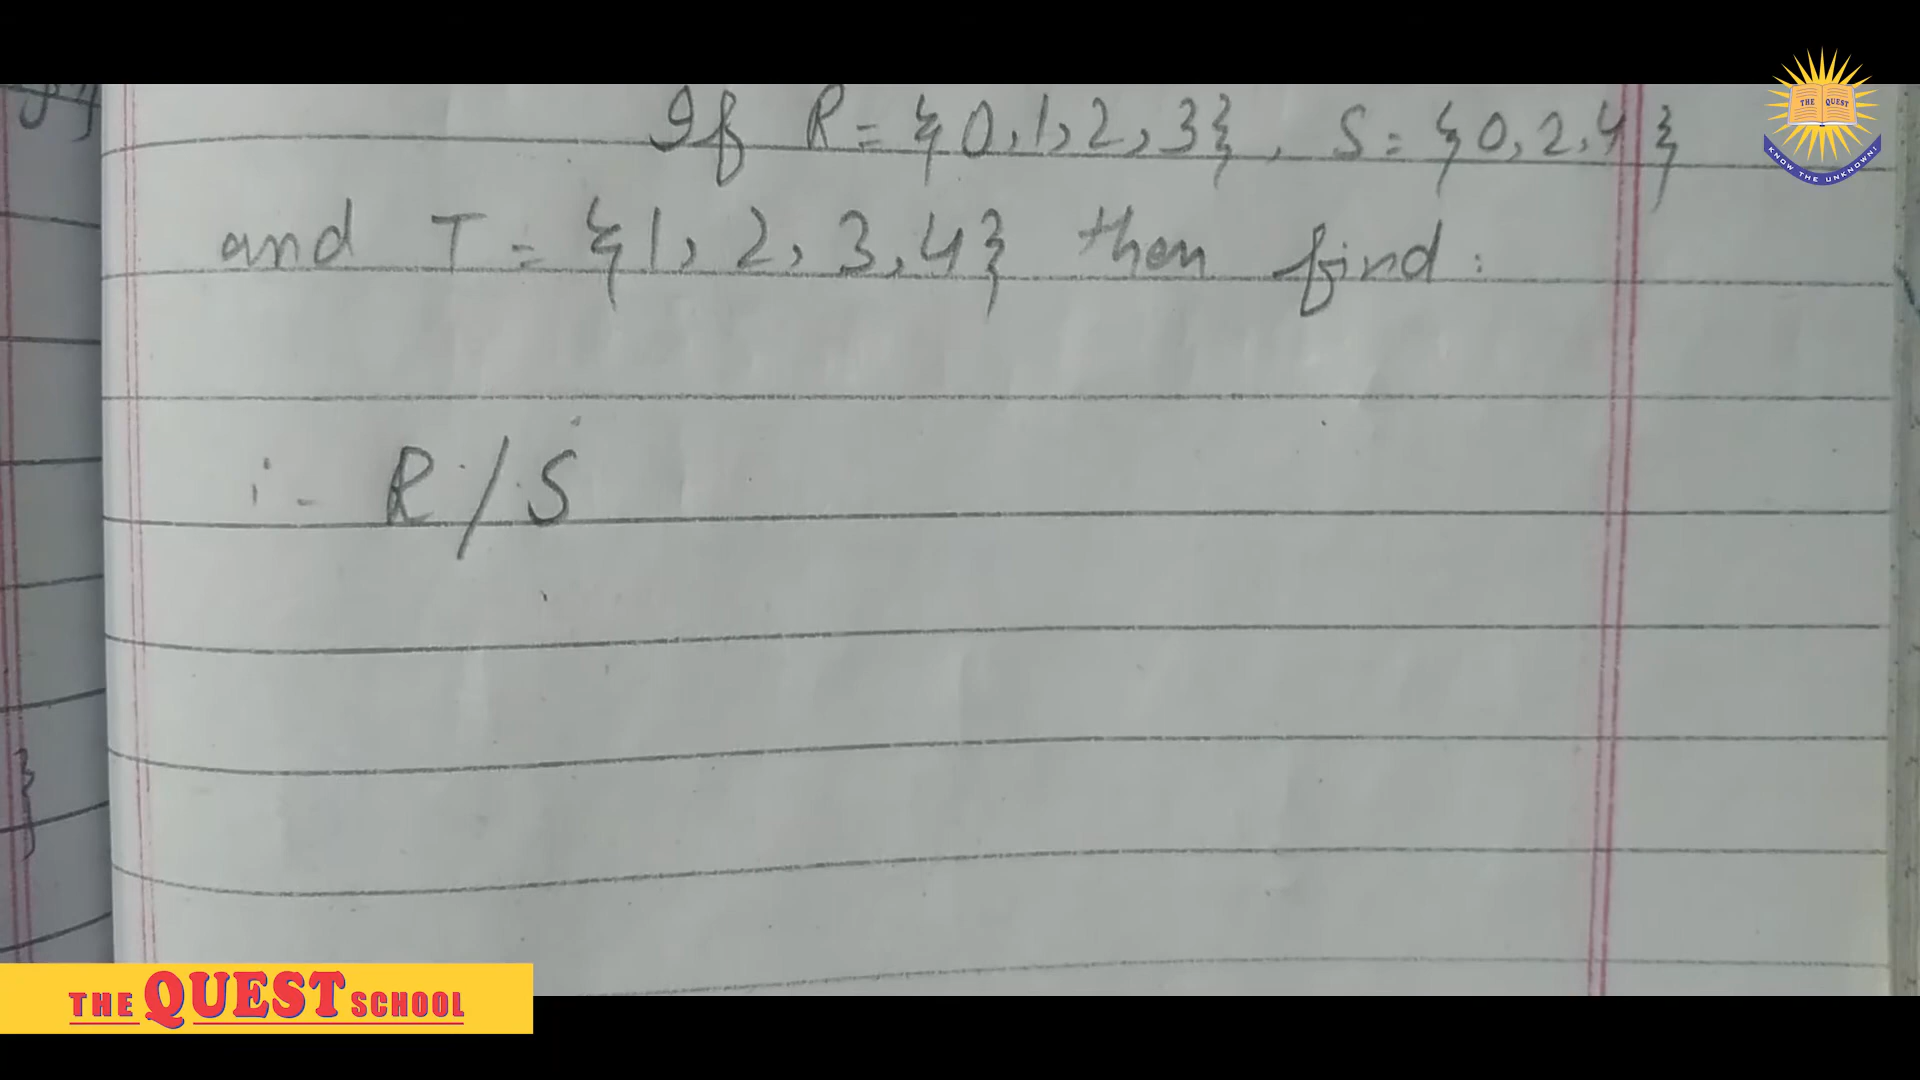 If R = {0,1,2,3}, S = {0,2,4}
and T = {1, 2, 3, 4} then find:
i- R/S
THE QUEST
KNOW THE UNKNOWN!
THE QUEST SCHOOL